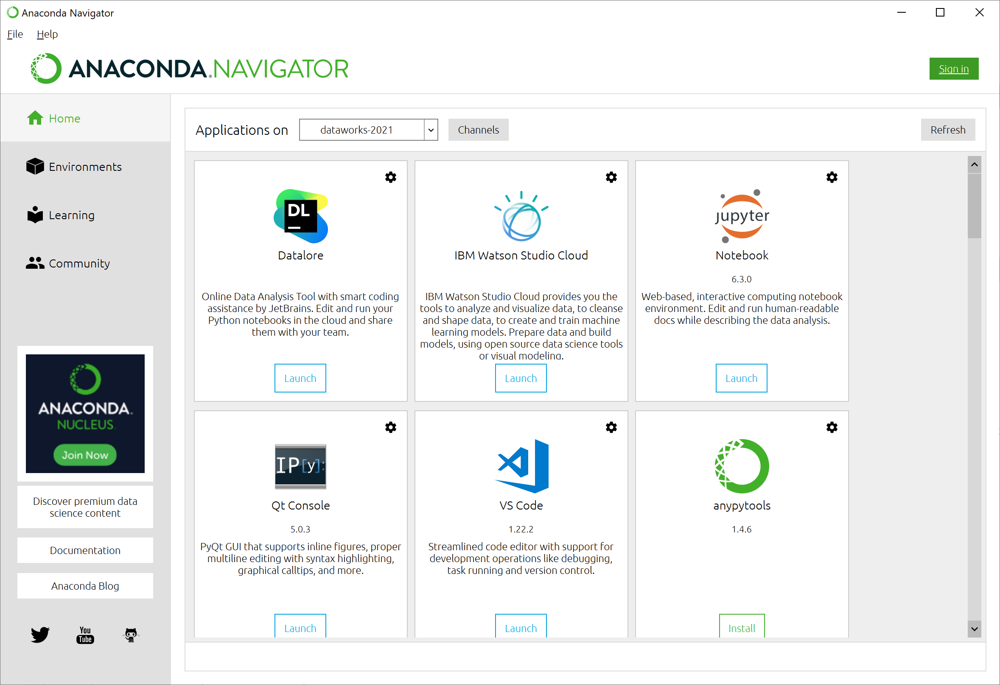 Anaconda Navigator
File Help
ANACONDA.NAVIGATOR
Sign in
Home
Environments
Learning
Community
ANACONDA.
NUCLEUS.
Join Now
Discover premium data
science content
Documentation
Anaconda Blog
You
Tube
Applications on dataworks-2021 Channels Refresh
DL
Datalore
Online Data Analysis Tool with smart coding
assistance by JetBrains. Edit and run your
Python notebooks in the cloud and share
them with your team.
Launch
IBM Watson Studio Cloud
IBM Watson Studio Cloud provides you the
tools to analyze and visualize data, to cleanse
and shape data, to create and train machine
learning models. Prepare data and build
models, using open source data science tools
or visual modeling.
Launch
jupyter
Notebook
6.3.0
Web-based, interactive computing notebook
environment. Edit and run human-readable
docs while describing the data analysis.
Launch
IP[y]:
Qt Console
5.0.3
PyQt GUI that supports inline figures, proper
multiline editing with syntax highlighting,
graphical calltips, and more.
Launch
VS Code
1.22.2
Streamlined code editor with support for
development operations like debugging,
task running and version control.
Launch
anypytools
1.4.6
Install